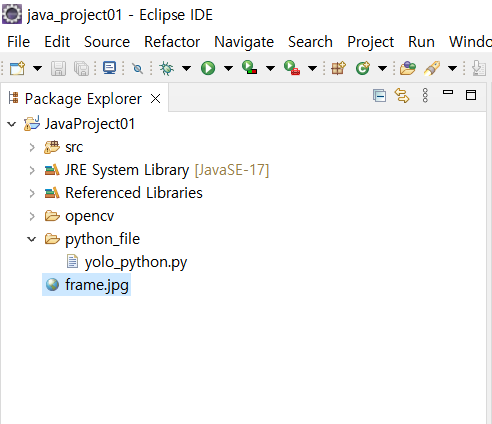 java_project01 - Eclipse IDE
File Edit Source Refactor Navigate Search Project Run Windo
Package Explorer
JavaProject01
src
JRE System Library [JavaSE-17]
Referenced Libraries
opencv
python_file
yolo_python.py
frame.jpg